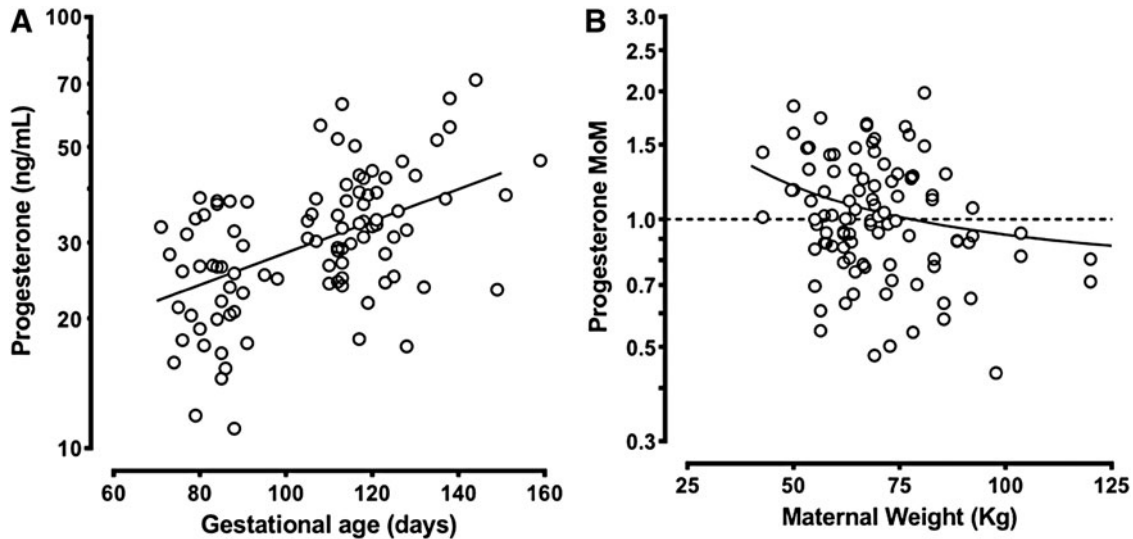 A
100
70
50
30
20
10
Progesterone (ng/mL)
60 80 100 120 140 160
Gestational age (days)
B
3.0
2.5
2.0
1.5
1.0
0.7
0.5
0.3
Progesterone MoM
25 50 75 100 125
Maternal Weight (Kg)